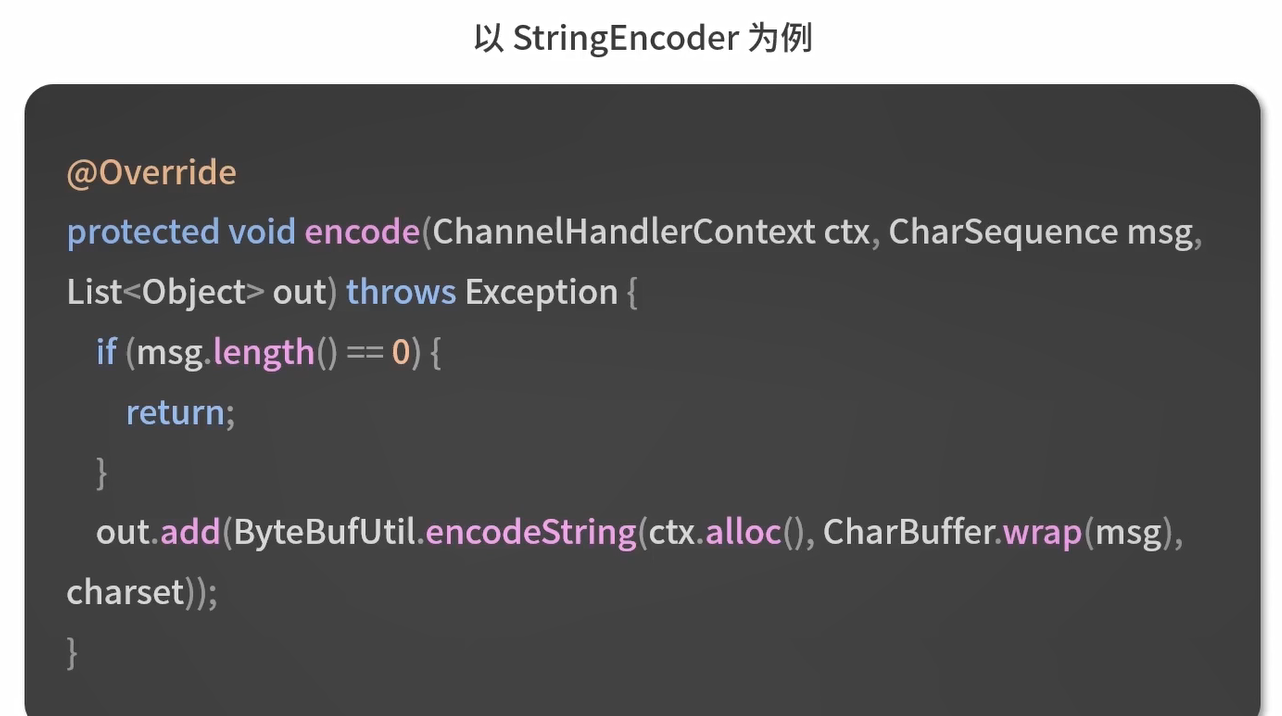 以 StringEncoder 为例
@Override
protected void encode(ChannelHandlerContext ctx, CharSequence msg,
List<Object> out) throws Exception {
if (msg.length() == 0) {
return;
}
out.add(ByteBufUtil.encodeString(ctx.alloc(), CharBuffer.wrap(msg),
charset));
}